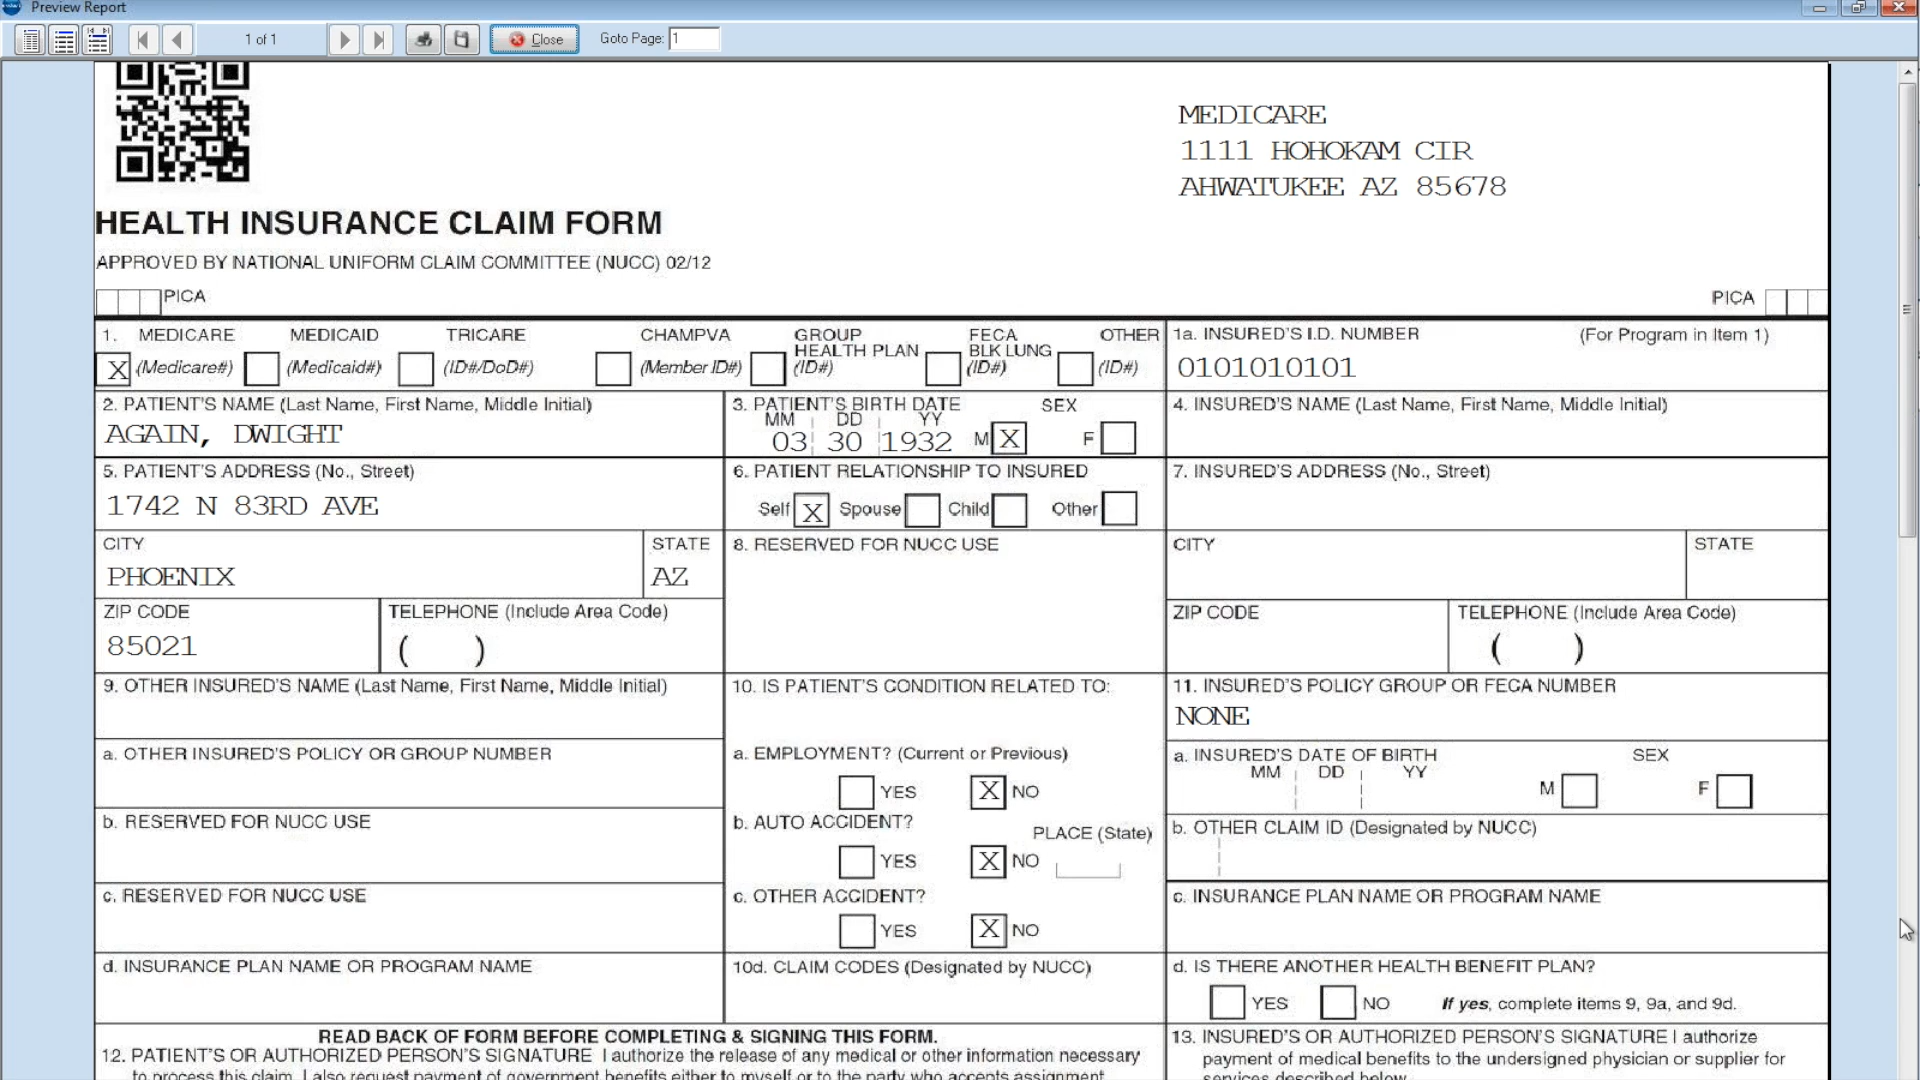 Preview Report
1 of 1
Close
Goto Page: 1
MEDICARE
1111 HOHOKAM CIR
AHWATUKEE AZ 85678
HEALTH INSURANCE CLAIM FORM
APPROVED BY NATIONAL UNIFORM CLAIM COMMITTEE (NUCC) 02/12
PICA
PICA
1. MEDICARE MEDICAID TRICARE CHAMPVA GROUP HEALTH PLAN FECA BLK LUNG OTHER
X (Medicare#) (Medicaid#) (ID#/DoD#) (Member ID#) (ID#) (ID#) (ID#)
1a. INSURED'S I.D. NUMBER (For Program in Item 1)
0101010101
2. PATIENT'S NAME (Last Name, First Name, Middle Initial)
AGAIN, DWIGHT
3. PATIENT'S BIRTH DATE SEX
MM DD YY
03 30 1932 M X F
4. INSURED'S NAME (Last Name, First Name, Middle Initial)
5. PATIENT'S ADDRESS (No., Street)
1742 N 83RD AVE
6. PATIENT RELATIONSHIP TO INSURED
Self X Spouse Child Other
7. INSURED'S ADDRESS (No., Street)
CITY STATE
PHOENIX AZ
8. RESERVED FOR NUCC USE
CITY STATE
ZIP CODE TELEPHONE (Include Area Code)
85021 ( )
ZIP CODE TELEPHONE (Include Area Code)
( )
9. OTHER INSURED'S NAME (Last Name, First Name, Middle Initial)
10. IS PATIENT'S CONDITION RELATED TO:
11. INSURED'S POLICY GROUP OR FECA NUMBER
NONE
a. OTHER INSURED'S POLICY OR GROUP NUMBER
a. EMPLOYMENT? (Current or Previous)
YES X NO
a. INSURED'S DATE OF BIRTH SEX
MM DD YY
M F
b. RESERVED FOR NUCC USE
b. AUTO ACCIDENT?
PLACE (State)
YES X NO
b. OTHER CLAIM ID (Designated by NUCC)
c. RESERVED FOR NUCC USE
c. OTHER ACCIDENT?
YES X NO
c. INSURANCE PLAN NAME OR PROGRAM NAME
d. INSURANCE PLAN NAME OR PROGRAM NAME
10d. CLAIM CODES (Designated by NUCC)
d. IS THERE ANOTHER HEALTH BENEFIT PLAN?
YES NO If yes, complete items 9, 9a, and 9d.
READ BACK OF FORM BEFORE COMPLETING & SIGNING THIS FORM.
12. PATIENT'S OR AUTHORIZED PERSON'S SIGNATURE I authorize the release of any medical or other information necessary
to process this claim. I also request payment of government benefits either to myself or to the party who accepts assignment
13. INSURED'S OR AUTHORIZED PERSON'S SIGNATURE I authorize
payment of medical benefits to the undersigned physician or supplier for
services described below.